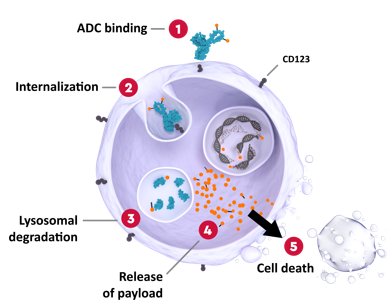 ADC binding
1
CD123
Internalization
2
3
Lysosomal
degradation
4
Release
of payload
5
Cell death